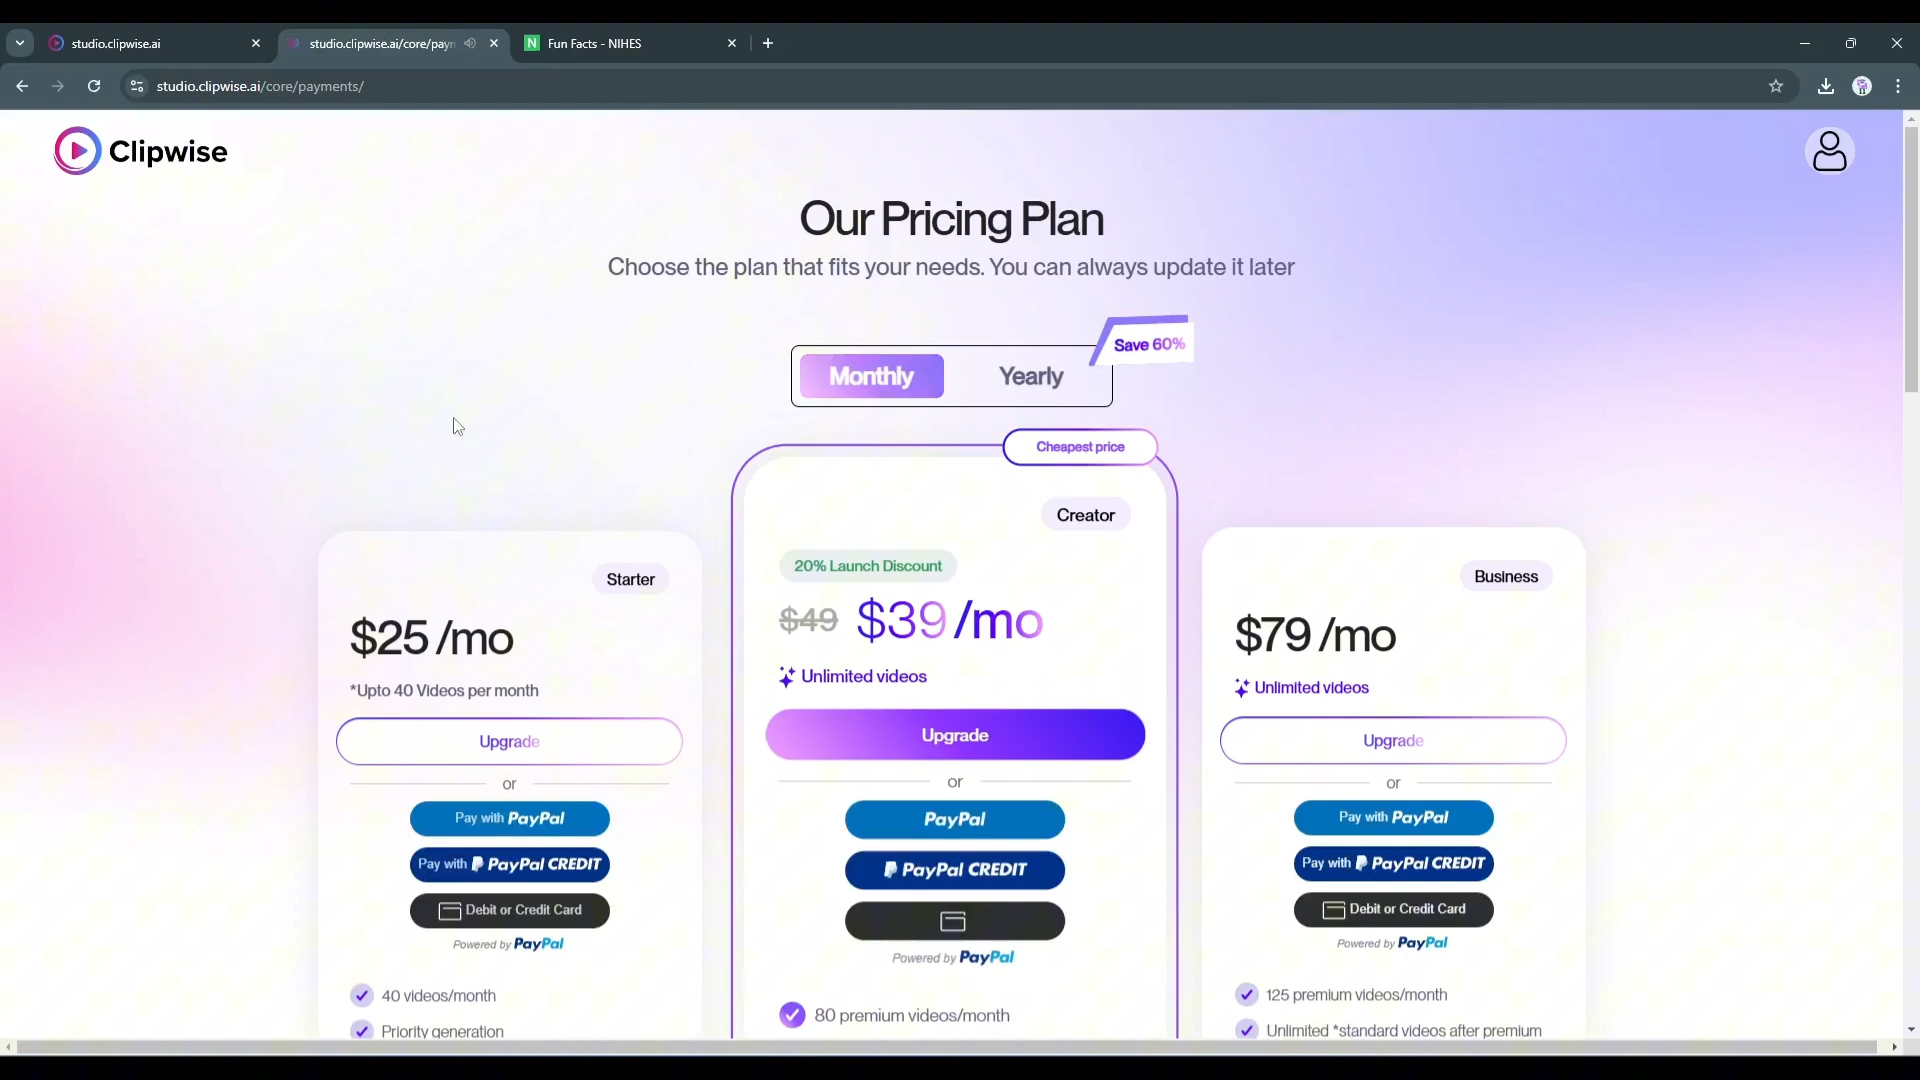 studio.clipwise.ai
studio.clipwise.ai/core/paym
Fun Facts - NIHES
studio.clipwise.ai/core/payments/
Clipwise
Our Pricing Plan
Choose the plan that fits your needs. You can always update it later
Save 60%
Monthly
Yearly
Cheapest price
Starter
$25 /mo
*Upto 40 Videos per month
Upgrade
or
Pay with PayPal
Pay with PayPal CREDIT
Debit or Credit Card
Powered by PayPal
40 videos/month
Priority generation
Creator
20% Launch Discount
$49 $39 /mo
Unlimited videos
Upgrade
or
PayPal
PayPal CREDIT
Powered by PayPal
80 premium videos/month
Business
$79 /mo
Unlimited videos
Upgrade
or
Pay with PayPal
Pay with PayPal CREDIT
Debit or Credit Card
Powered by PayPal
125 premium videos/month
Unlimited *standard videos after premium